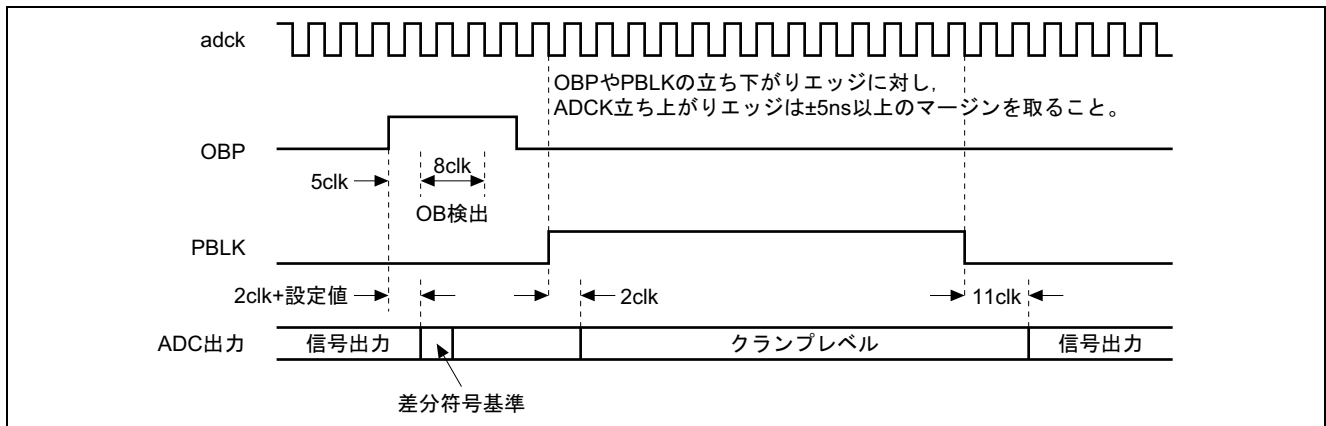 adck
OBPやPBLKの立ち下がりエッジに対し,
ADCK立ち上がりエッジは±5ns以上のマージンを取ること。
OBP
5clk
8clk
OB検出
PBLK
2clk+設定値
2clk
11clk
ADC出力
信号出力
クランプレベル
信号出力
差分符号基準